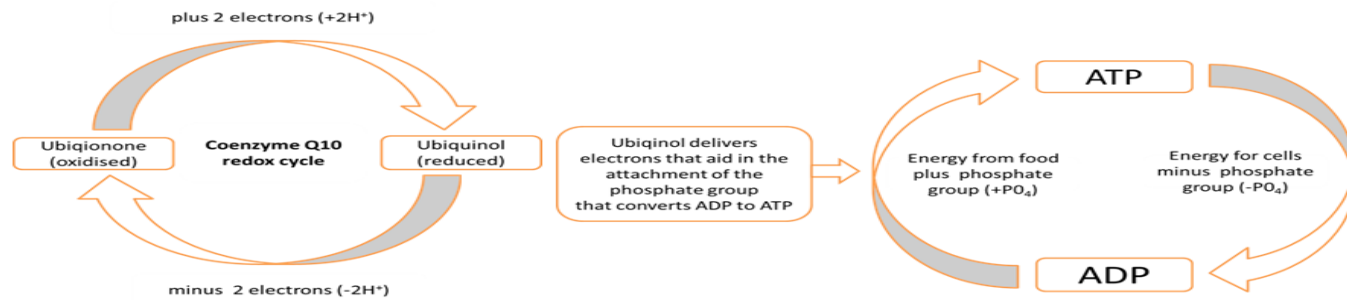 plus 2 electrons (+2H⁺)
Ubiqionone
(oxidised)
Coenzyme Q10
redox cycle
Ubiquinol
(reduced)
minus 2 electrons (-2H⁺)
Ubiqinol delivers
electrons that aid in the
attachment of the
phosphate group
that converts ADP to ATP
ATP
Energy from food
plus phosphate
group (+P0₄)
Energy for cells
minus phosphate
group (-P0₄)
ADP